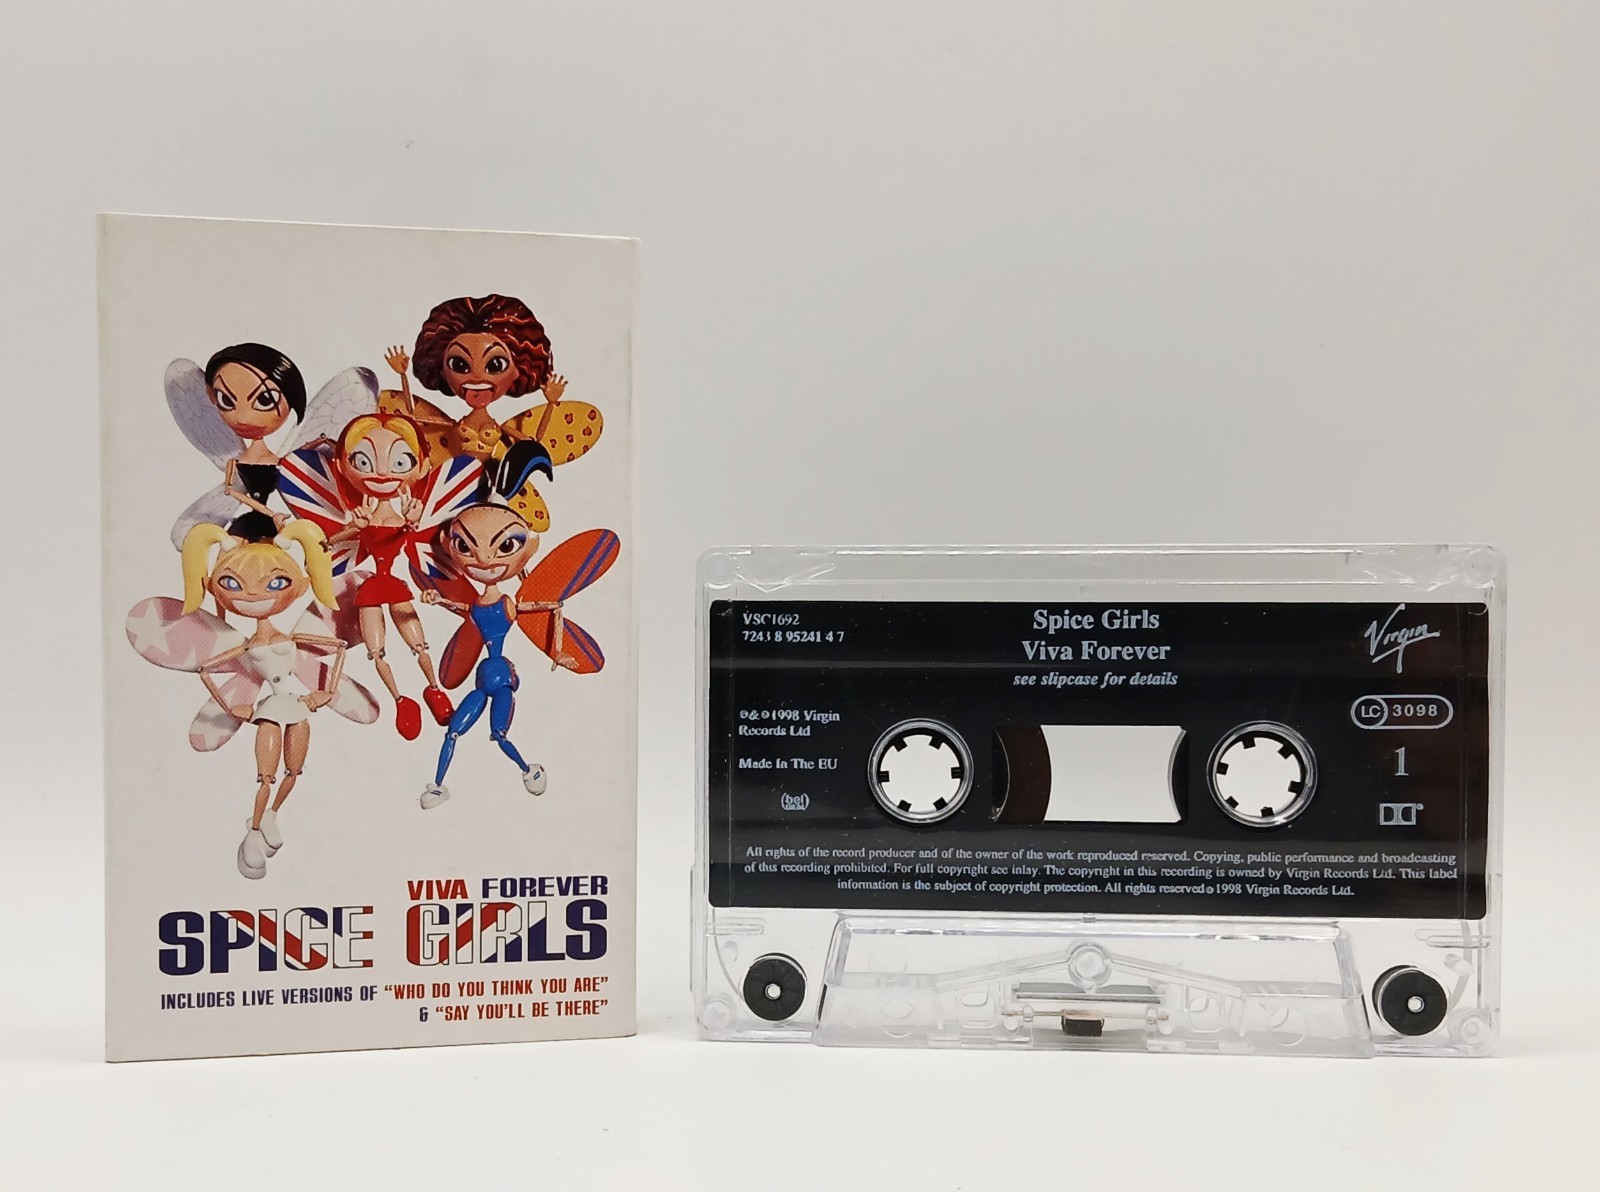 VIVA FOREVER
SPICE GIRLS
INCLUDES LIVE VERSIONS OF "WHO DO YOU THINK YOU ARE"
& "SAY YOU'LL BE THERE"
VSC1692
7243 8 95241 4 7
Spice Girls
Viva Forever
see slipcase for details
Virgin
℗&©1998 Virgin
Records Ltd
Made In The EU
LC 3098
1
All rights of the record producer and of the owner of the work reproduced reserved. Copying, public performance and broadcasting
of this recording prohibited. For full copyright see inlay. The copyright in this recording is owned by Virgin Records Ltd. This label
information is the subject of copyright protection. All rights reserved©1998 Virgin Records Ltd.